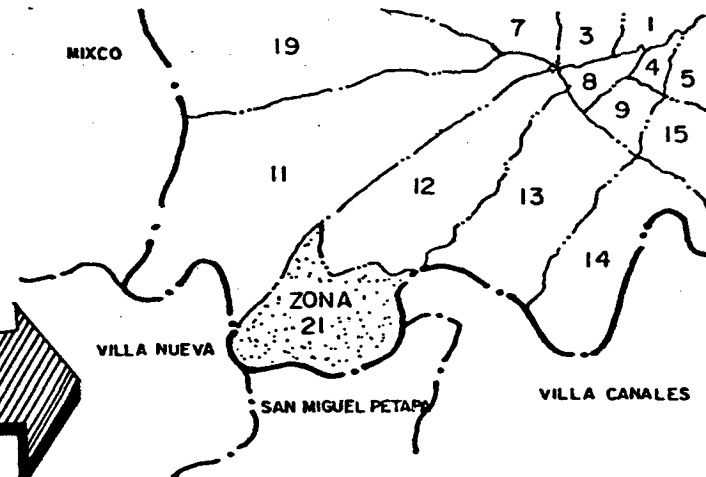 7
3
1
MIXCO
19
8
4
5
9
15
11
12
13
14
ZONA
21
VILLA NUEVA
SAN MIGUEL PETAPA
VILLA CANALES